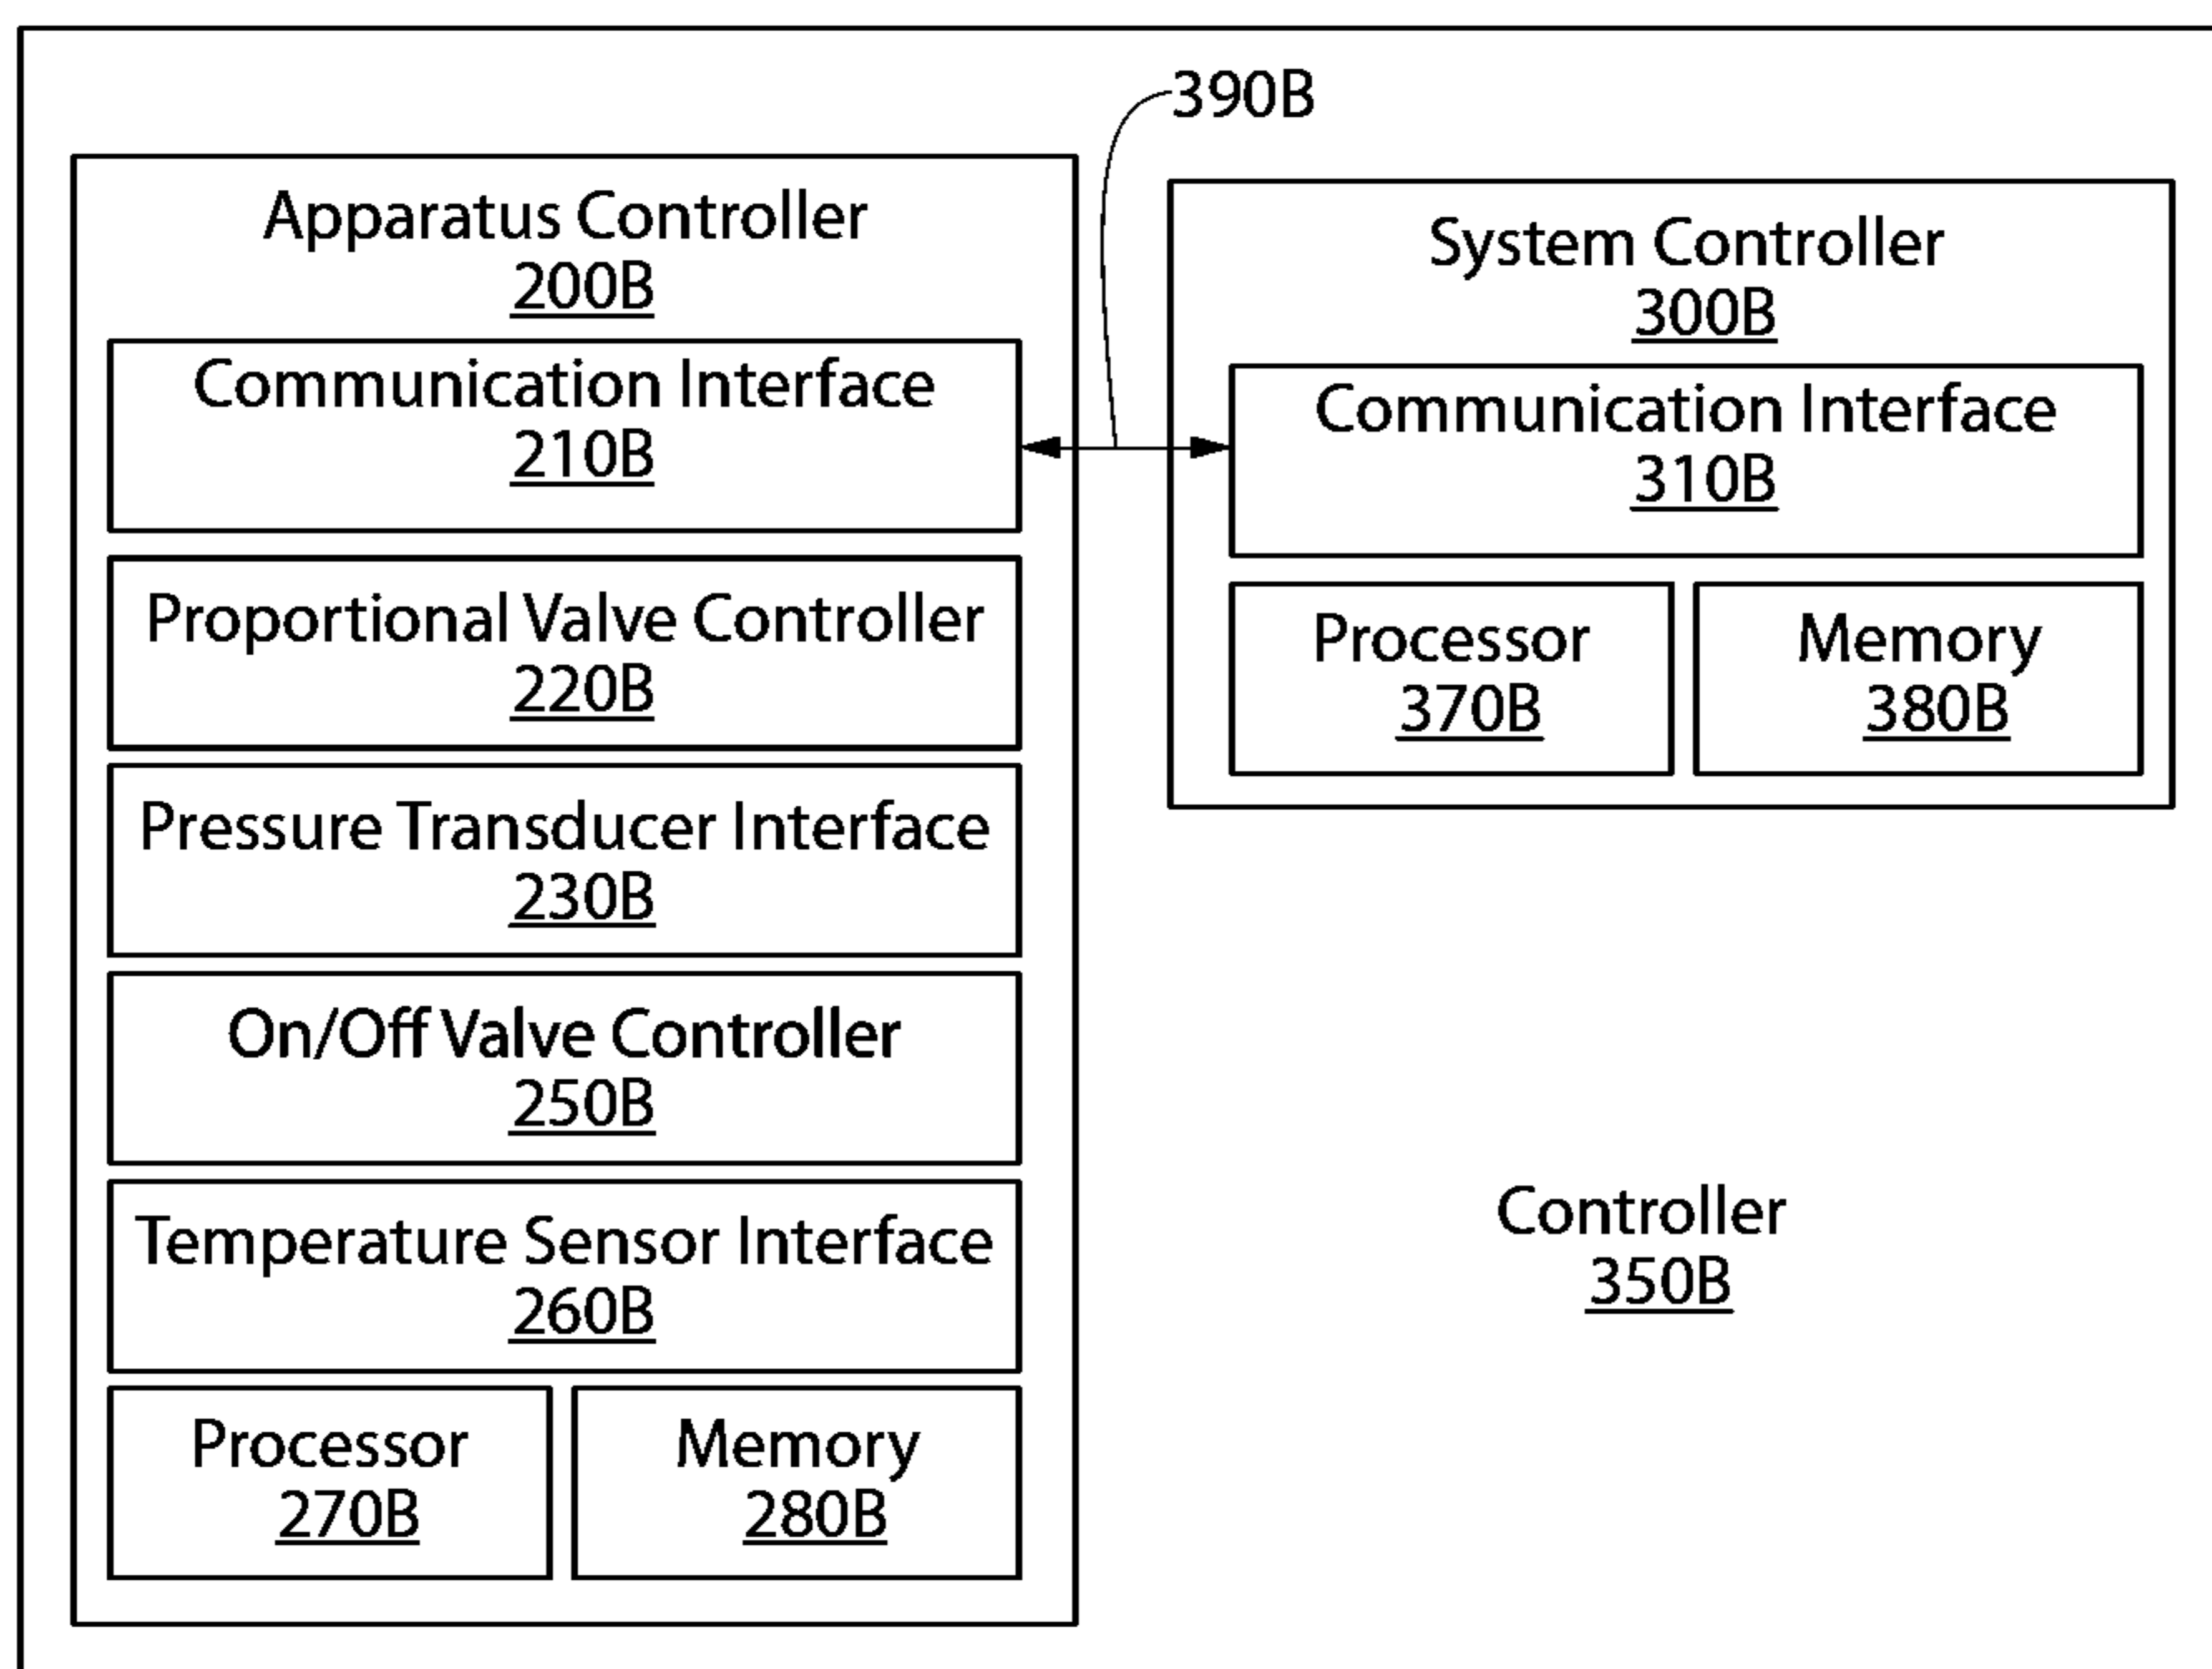 390B
Apparatus Controller
200B
Communication Interface
210B
Proportional Valve Controller
220B
Pressure Transducer Interface
230B
On/Off Valve Controller
250B
Temperature Sensor Interface
260B
Processor
270B
Memory
280B
System Controller
300B
Communication Interface
310B
Processor
370B
Memory
380B
Controller
350B